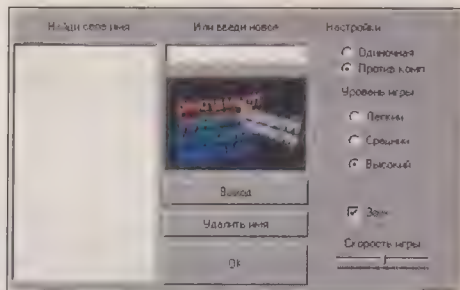 Найди свое имя
Или введи новое
Настройки
Одиночная
Против комп
Уровень игры
Легкий
Средний
Высокий
Выход
Удалить имя
Звук
Скорость игры
Ok